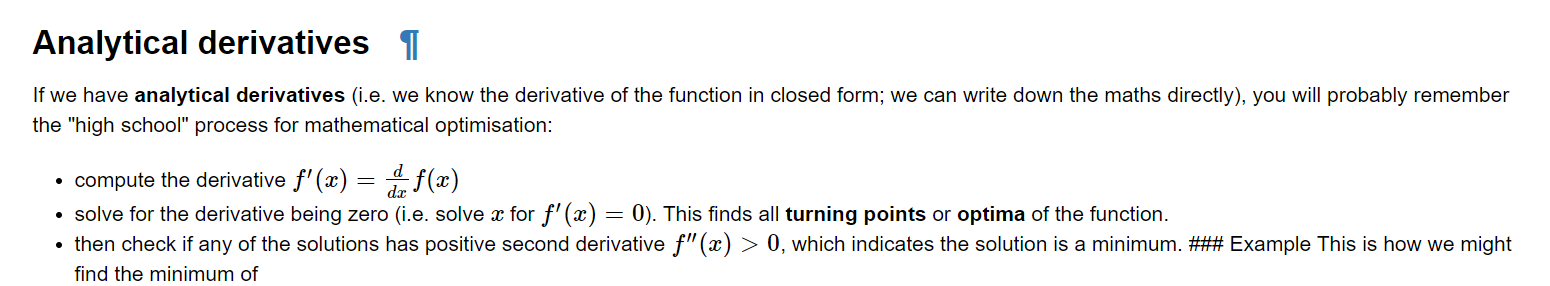 Analytical derivatives ¶
If we have analytical derivatives (i.e. we know the derivative of the function in closed form; we can write down the maths directly), you will probably remember
the "high school" process for mathematical optimisation:
• compute the derivative f′(x) = d/dx f(x)
• solve for the derivative being zero (i.e. solve x for f′(x) = 0). This finds all turning points or optima of the function.
• then check if any of the solutions has positive second derivative f″(x) > 0, which indicates the solution is a minimum. ### Example This is how we might
find the minimum of